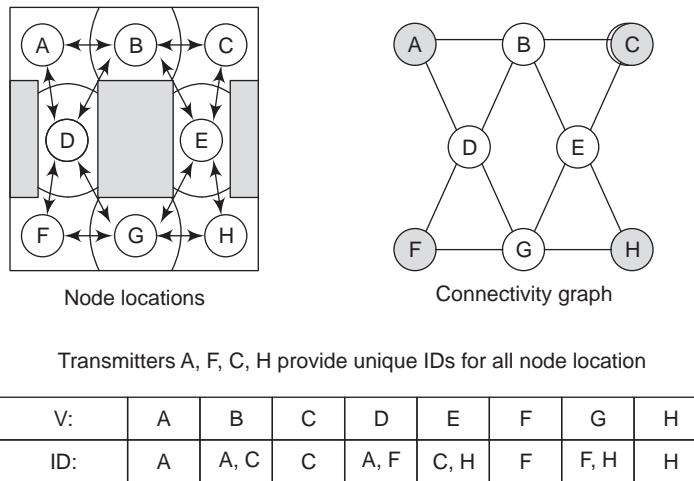 A B C
D E
F G H
Node locations
A B C
D E
F G H
Connectivity graph
Transmitters A, F, C, H provide unique IDs for all node location
V: A B C D E F G H
ID: A A, C C A, F C, H F F, H H